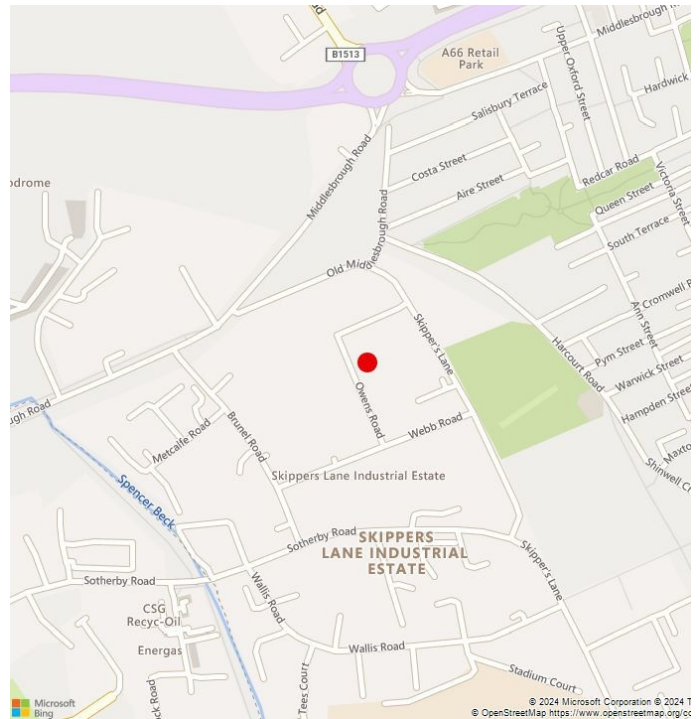 B1513
A66 Retail
Park
Middlesbrough R
Upper Oxford Street
Hardwick
Salisbury Terrace
Middlesbrough Road
Costa Street
Redcar Road
Victoria Street
Aire Street
Queen Street
odrome
South Terrace
Old Middlesbrough Road
Cromwell R
Skipper's Lane
Ann Street
Harcourt Road
Pym Street
Warwick Street
Owens Road
Hampden Street
ugh Road
Brunel Road
Webb Road
Metcalfe Road
Maxto
Shinwell C
Skippers Lane Industrial Estate
Spencer Beck
Sotherby Road
SKIPPERS
LANE INDUSTRIAL
ESTATE
Skipper's Lane
Sotherby Road
Wallis Road
CSG
Recyc-Oil
Energas
Wallis Road
Tees Court
Stadium Court
ick Road
Microsoft
Bing
© 2024 Microsoft Corporation © 2024 T
© OpenStreetMap https://www.openstreetmap.org/co